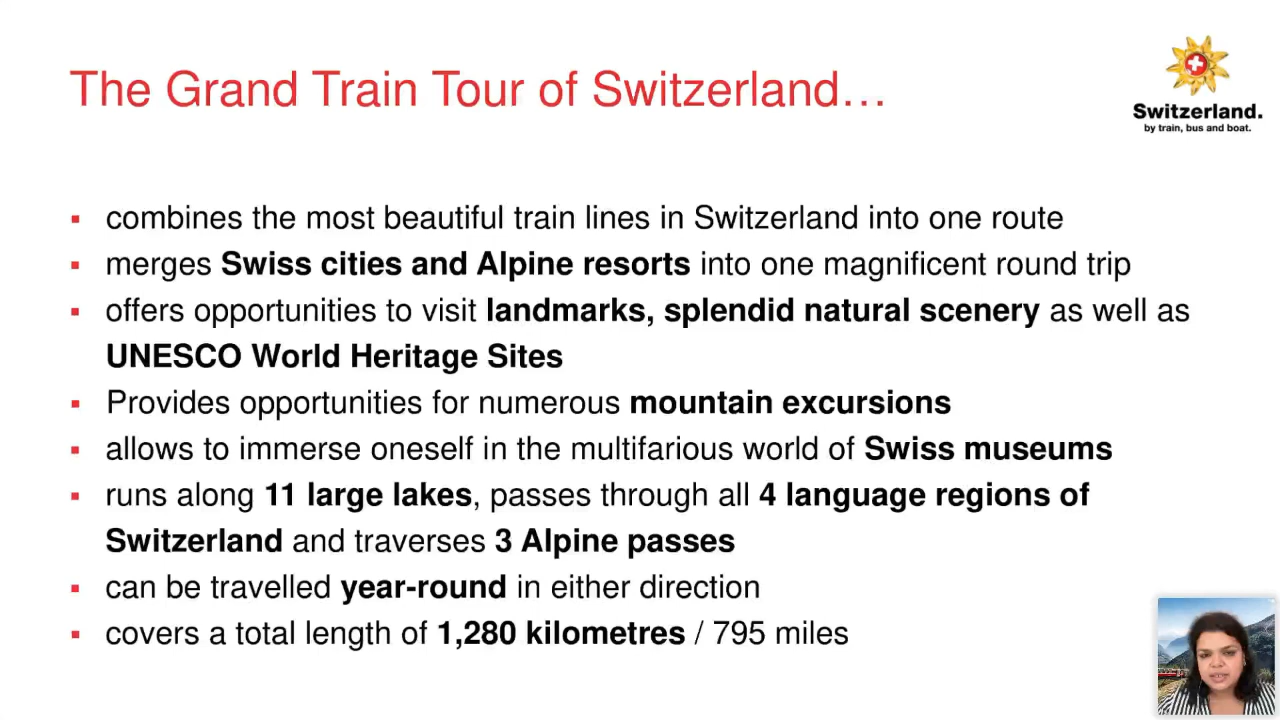 The Grand Train Tour of Switzerland…
Switzerland.
by train, bus and boat.
▪ combines the most beautiful train lines in Switzerland into one route
▪ merges Swiss cities and Alpine resorts into one magnificent round trip
▪ offers opportunities to visit landmarks, splendid natural scenery as well as
UNESCO World Heritage Sites
▪ Provides opportunities for numerous mountain excursions
▪ allows to immerse oneself in the multifarious world of Swiss museums
▪ runs along 11 large lakes, passes through all 4 language regions of
Switzerland and traverses 3 Alpine passes
▪ can be travelled year-round in either direction
▪ covers a total length of 1,280 kilometres / 795 miles